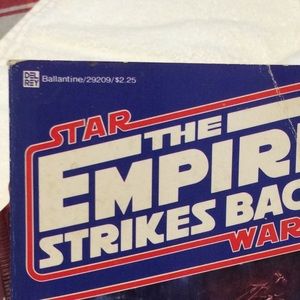 DEL
REY
Ballantine/29209/$2.25
STAR
THE
EMPIR
STRIKES BAC
WAR